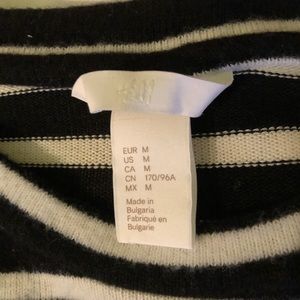 EUR M
US M
CA M
CN 170/96A
MX M
Made in
Bulgaria
Fabriqué en
Bulgarie